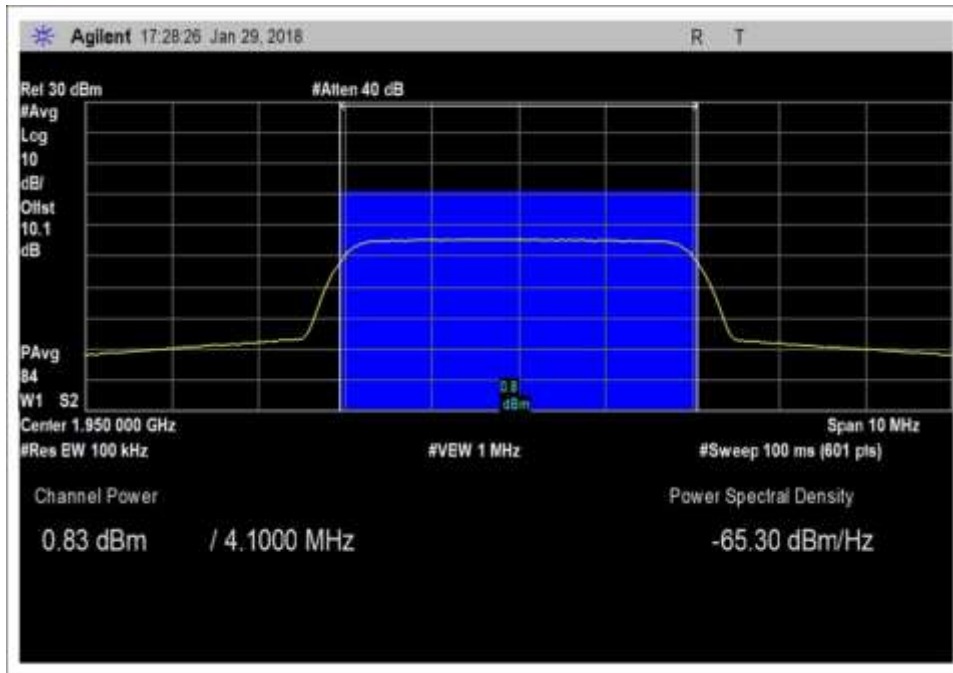 Agilent 17:28:26 Jan 29, 2018 R T
Ref 30 dBm #Atten 40 dB
#Avg
Log
10
dB/
Offst
10.1
dB
PAvg
84
W1 S2
0.8
dBm
Center 1.950 000 GHz Span 10 MHz
#Res BW 100 kHz #VBW 1 MHz #Sweep 100 ms (601 pts)
Channel Power Power Spectral Density
0.83 dBm / 4.1000 MHz -65.30 dBm/Hz